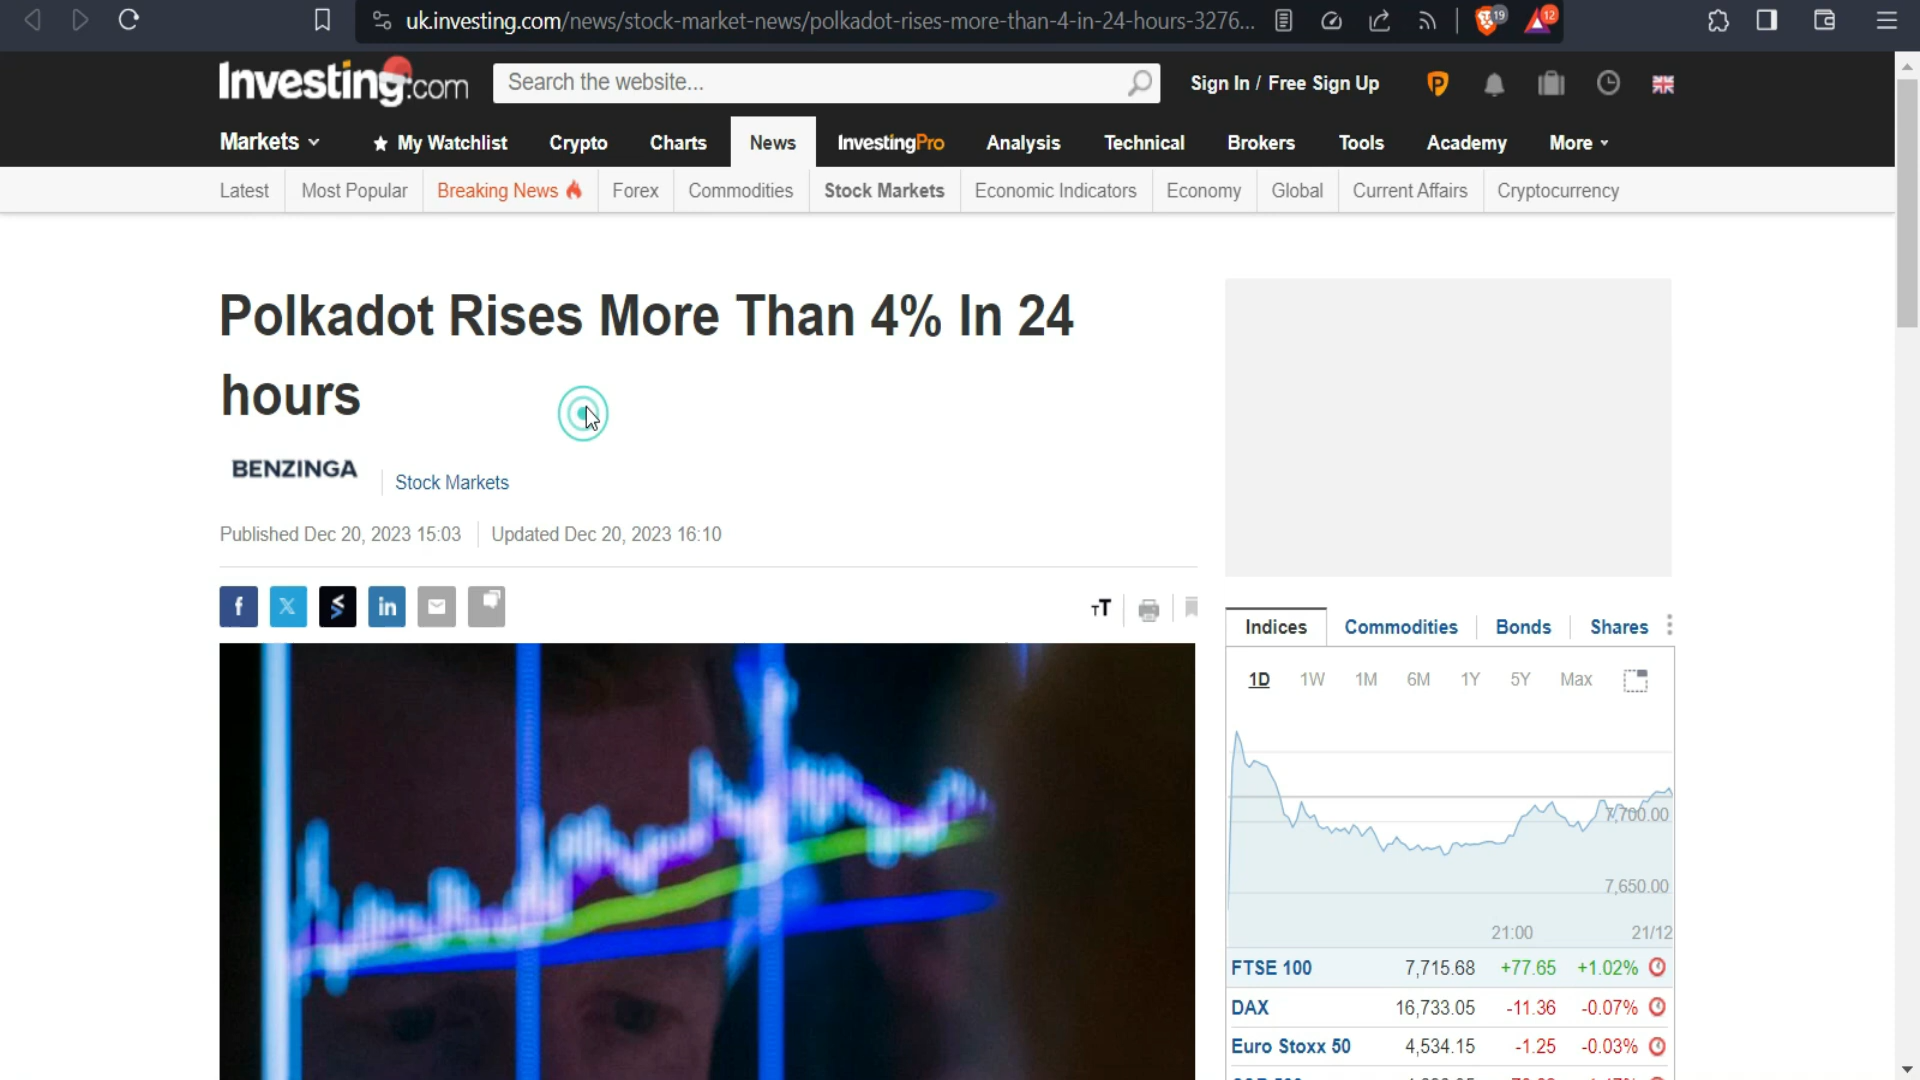 uk.investing.com/news/stock-market-news/polkadot-rises-more-than-4-in-24-hours-3276...
19
12
Investing.com
Search the website...
Sign In / Free Sign Up
Markets
My Watchlist
Crypto
Charts
News
InvestingPro
Analysis
Technical
Brokers
Tools
Academy
More
Latest
Most Popular
Breaking News
Forex
Commodities
Stock Markets
Economic Indicators
Economy
Global
Current Affairs
Cryptocurrency
Polkadot Rises More Than 4% In 24
hours
BENZINGA
Stock Markets
Published Dec 20, 2023 15:03
Updated Dec 20, 2023 16:10
Indices
Commodities
Bonds
Shares
1D 1W 1M 6M 1Y 5Y Max
7,700.00
7,650.00
21:00 21/12
FTSE 100 7,715.68 +77.65 +1.02%
DAX 16,733.05 -11.36 -0.07%
Euro Stoxx 50 4,534.15 -1.25 -0.03%